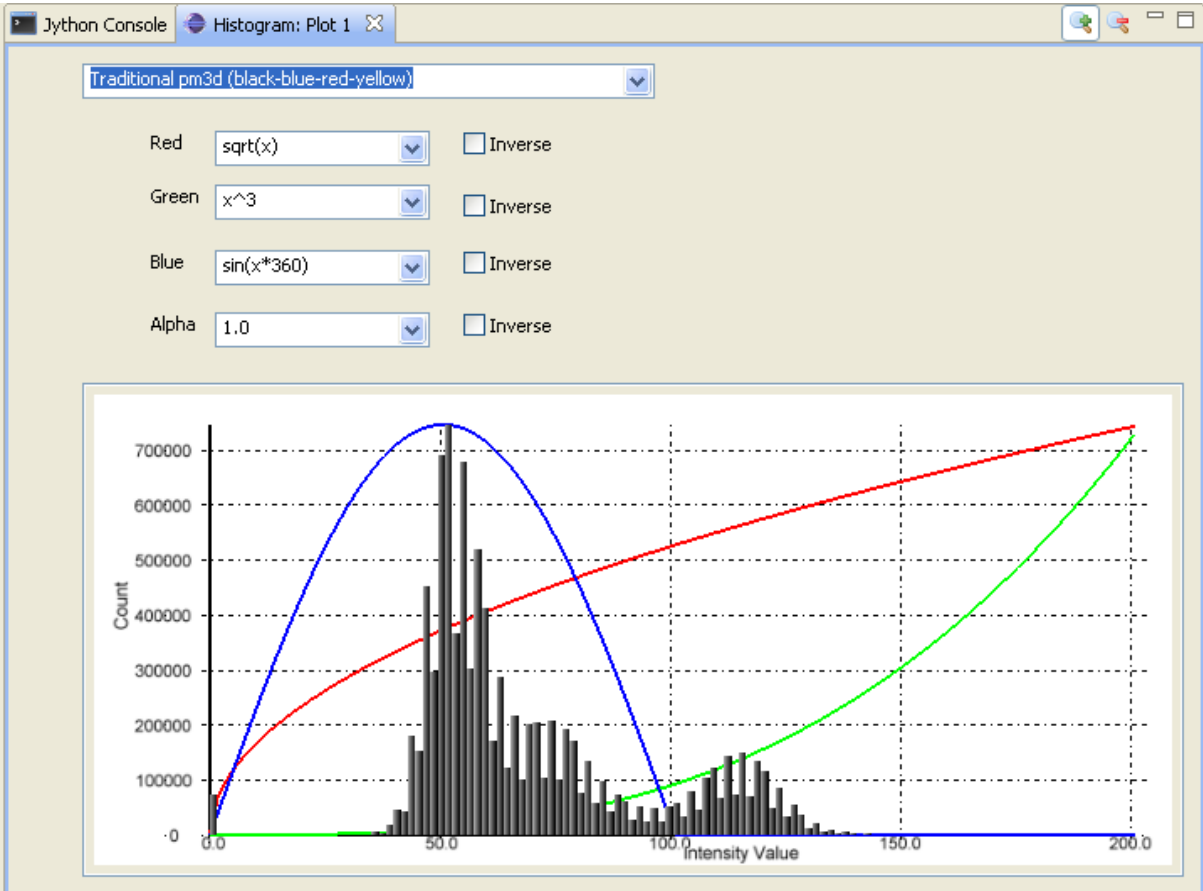 Jython Console Histogram: Plot 1
Traditional pm3d (black-blue-red-yellow)
Red sqrt(x) Inverse
Green x^3 Inverse
Blue sin(x*360) Inverse
Alpha 1.0 Inverse
700000
600000
500000
400000
300000
200000
100000
0
Count
0.0 50.0 100.0 150.0 200.0
Intensity Value